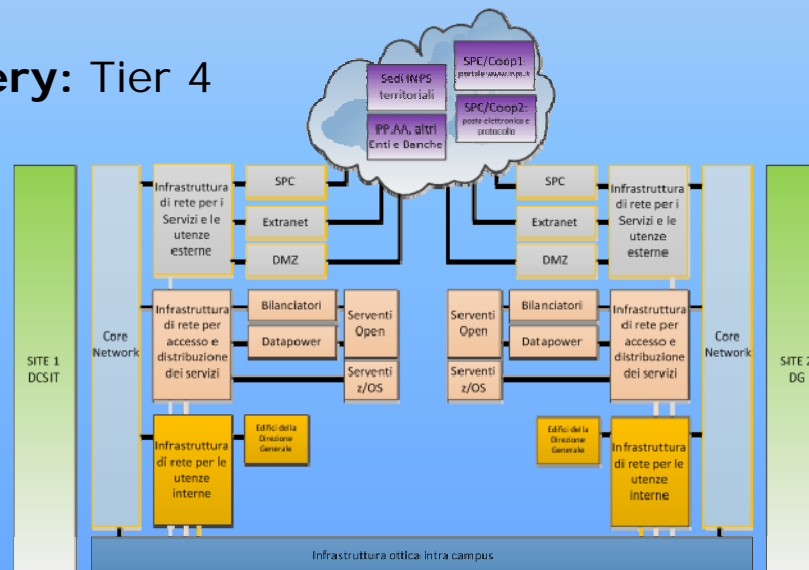 ery: Tier 4
Sedi INPS
territoriali
PP.AA, altri
Enti e Banche
SPC/Coop1:
portale www.inps.it
SPC/Coop2:
posta elettronica e
protocollo
SITE 1
DCSIT
Core
Network
Infrastruttura
di rete per i
Servizi e le
utenze
esterne
SPC
Extranet
DMZ
Infrastruttura
di rete per
accesso e
distribuzione
dei servizi
Bilanciatori
Datapower
Serventi
Open
Serventi
z/OS
Infrastruttura
di rete per le
utenze
interne
Edifici della
Direzione
Generale
SPC
Extranet
DMZ
Infrastruttura
di rete per i
Servizi e le
utenze
esterne
Serventi
Open
Serventi
z/OS
Bilanciatori
Datapower
Infrastruttura
di rete per
accesso e
distribuzione
dei servizi
Edifici della
Direzione
Generale
Infrastruttura
di rete per le
utenze
interne
Core
Network
SITE 2
DG
Infrastruttura ottica intra campus